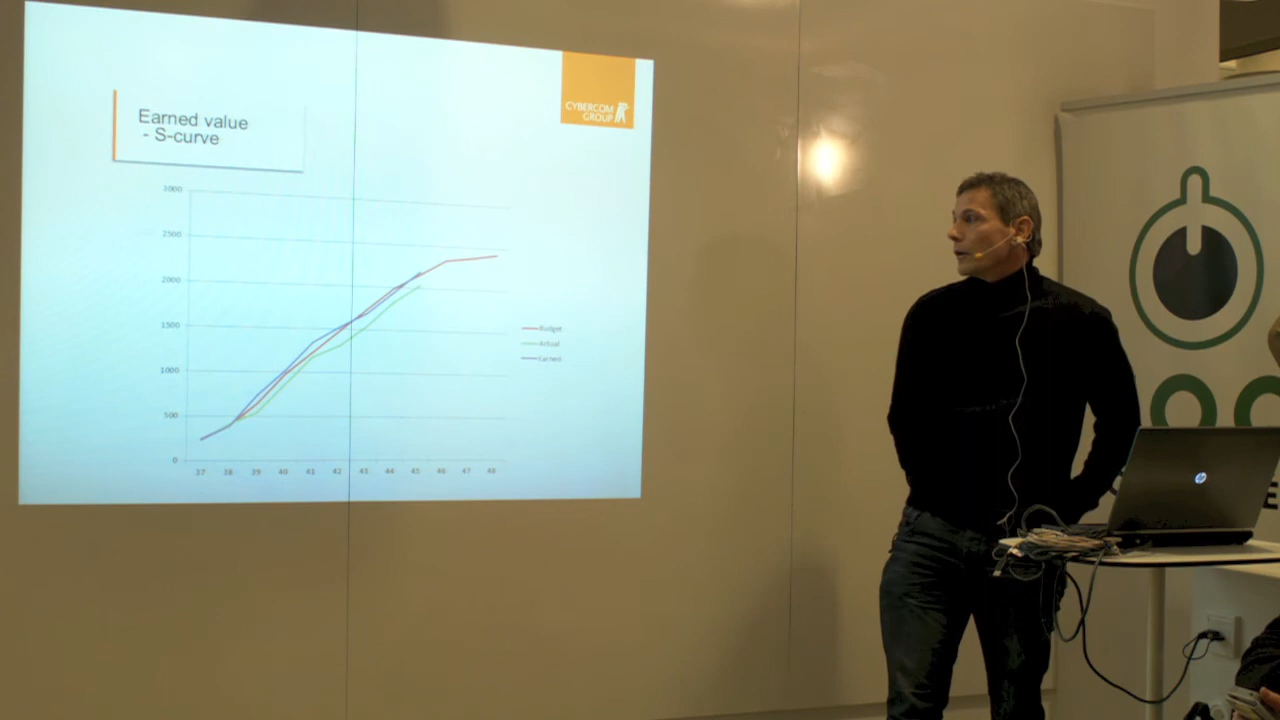 Earned value
- S-curve
CYBERCOM
GROUP
3000
2500
2000
1500
1000
500
0
37 38 39 40 41 42 43 44 45 46 47 48
Budget
Actual
Earned
hp